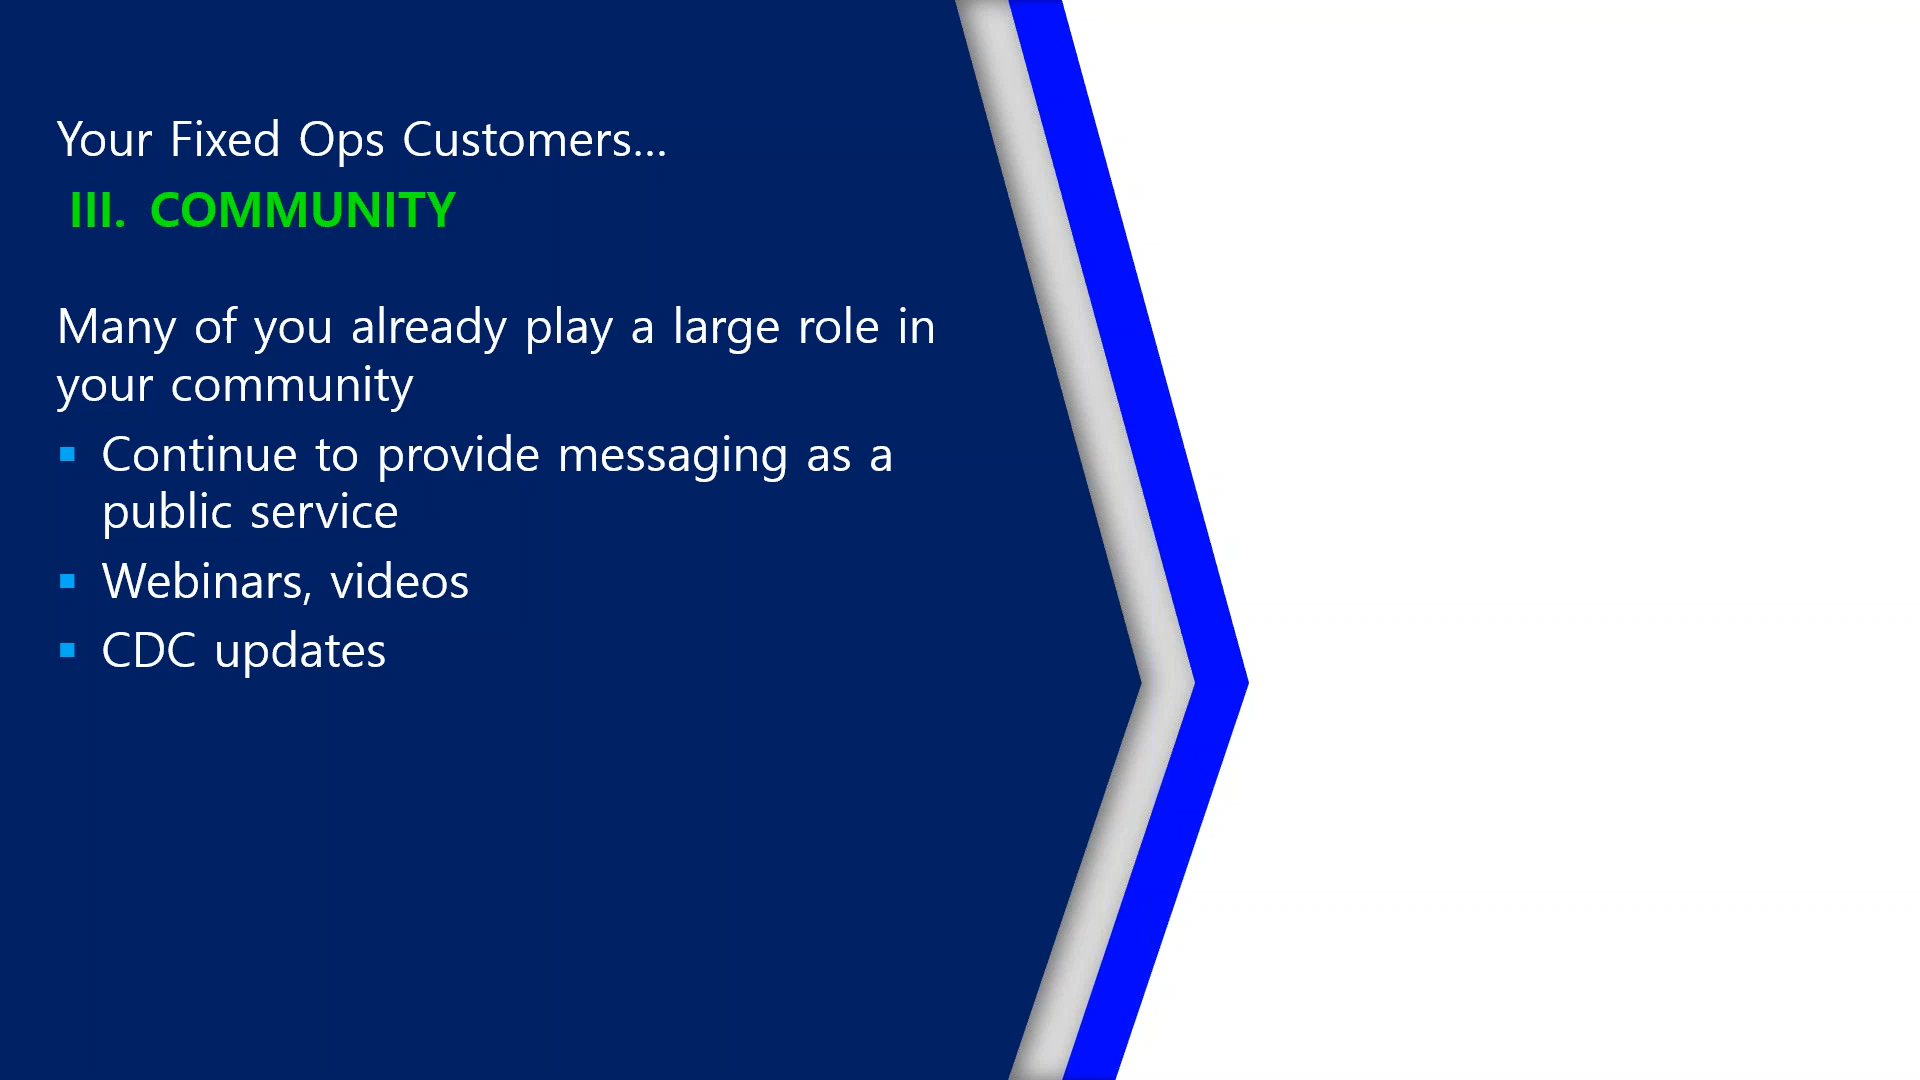 Your Fixed Ops Customers...
III. COMMUNITY
Many of you already play a large role in
your community
▪ Continue to provide messaging as a
public service
▪ Webinars, videos
▪ CDC updates